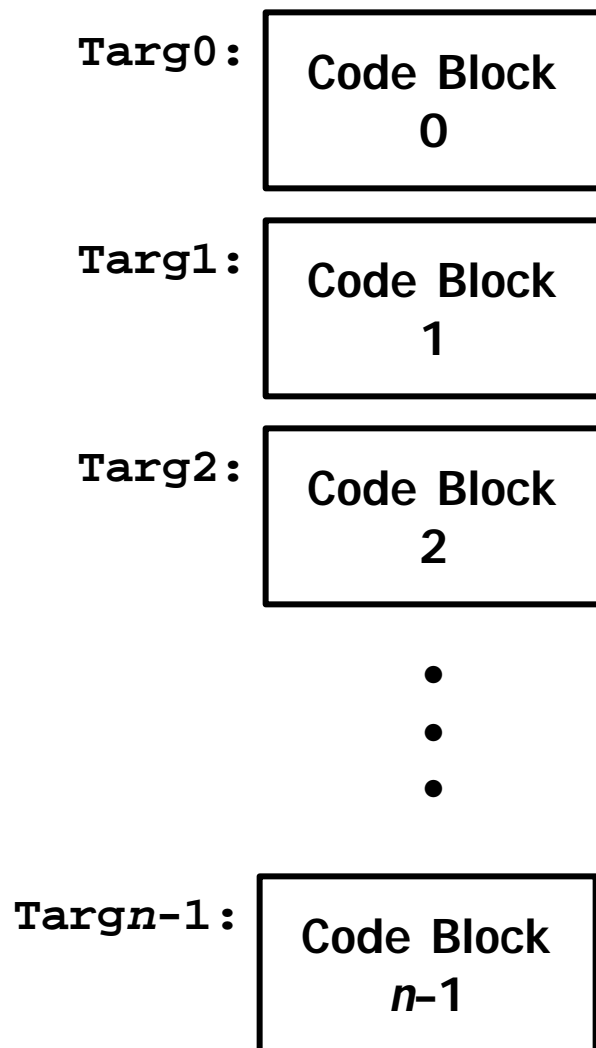 Targ0:
Code Block
0
Targ1:
Code Block
1
Targ2:
Code Block
2
•
•
•
Targn-1:
Code Block
n–1